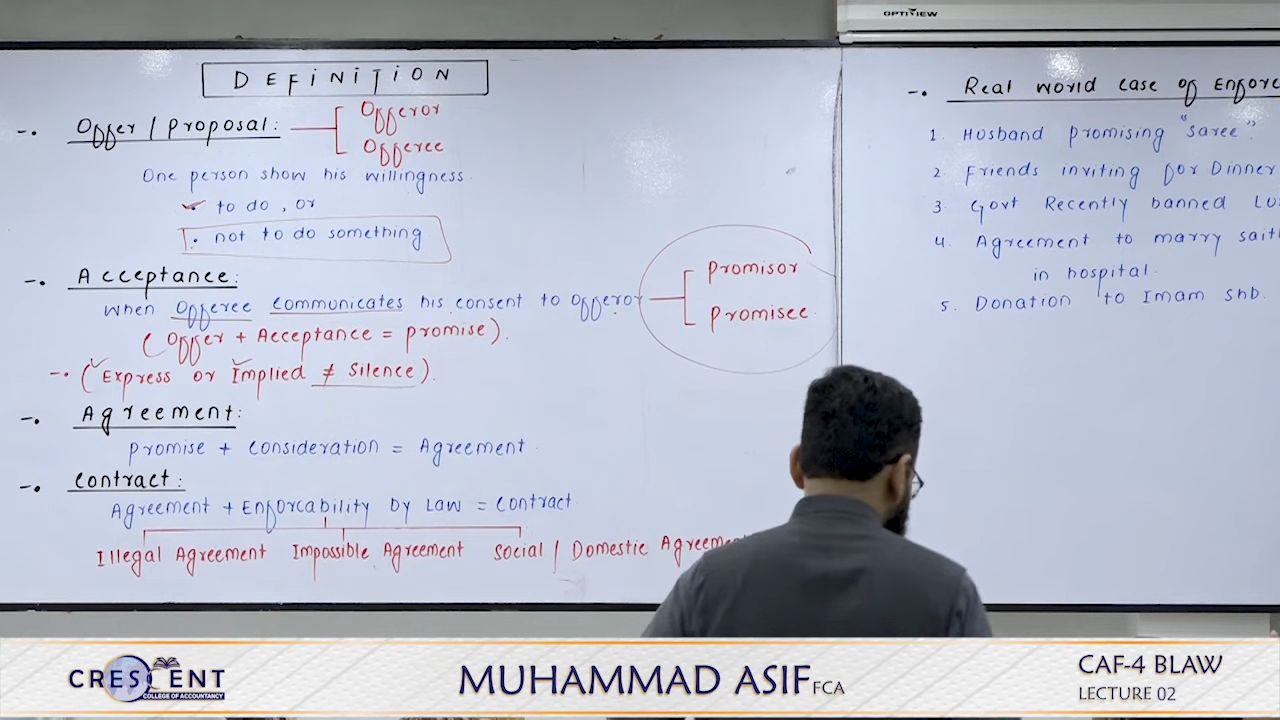 OPTIVIEW
DEFINITION
-. Offer / Proposal:
Offeror
Offeree
One person show his willingness.
to do, or
. not to do something
-. Acceptance:
When Offeree communicates his consent to Offeror
Promisor
Promisee.
(Offer + Acceptance = promise).
-. (Express or Implied ≠ Silence).
-. Agreement:
Promise + Consideration = Agreement.
-. Contract:
Agreement + Enforcability by Law = Contract
Illegal Agreement Impossible Agreement Social / Domestic
-. Real world case of
1. Husband promising "saree".
2 Friends inviting for Dinner
3. Govt Recently banned
4. Agreement to marry
in hospital.
5. Donation to Imam
CRESCENT
COLLEGE OF ACCOUNTANCY
MUHAMMAD ASIF FCA
CAF-4 BLAW
LECTURE 02